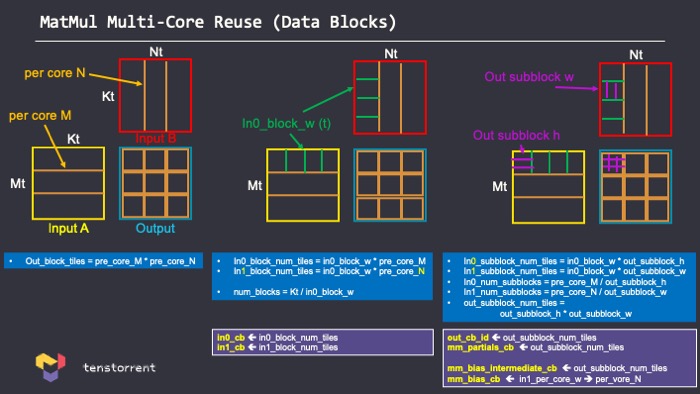 MatMul Multi-Core Reuse (Data Blocks)
Nt
per core N
Kt
per core M
Input B
Kt
Mt
Input A
Output
Nt
In0_block_w (t)
Mt
Nt
Out subblock w
Out subblock h
Mt
• Out_block_tiles = pre_core_M * pre_core_N
• In0_block_num_tiles = in0_block_w * pre_core_M
In1_block_num_tiles = in0_block_w * pre_core_N
• num_blocks = Kt / in0_block_w
• In0_subblock_num_tiles = in0_block_w * out_subblock_h
• In1_subblock_num_tiles = in0_block_w * out_subblock_w
• In0_num_subblocks = pre_core_M / out_subblock_h
• In1_num_subblocks = pre_core_N / out_subblock_w
• out_subblock_num_tiles =
out_subblock_h * out_subblock_w
in0_cb ← in0_block_num_tiles
in1_cb ← in1_block_num_tiles
out_cb_id ← out_subblock_num_tiles
mm_partials_cb ← out_subblock_num_tiles
mm_bias_intermediate_cb ← out_subblock_num_tiles
mm_bias_cb ← in1_per_core_w → per_vore_N
tenstorrent